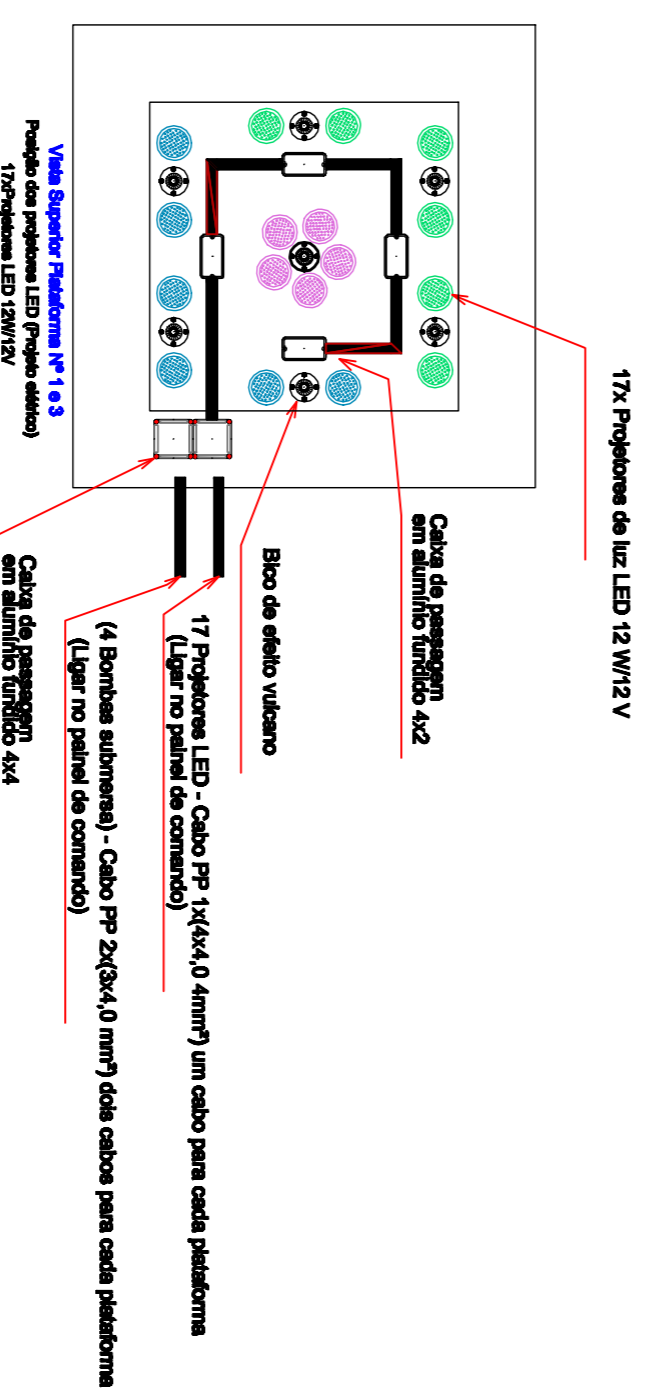 17x Projetores de luz LED 12 W/12 V
Caixa de passagem
em alumínio fundido 4x2
Bico de efeito vulcano
17 Projetores LED - Cabo PP 1x(4x4,0 4mm²) um cabo para cada plataforma
(Ligar no painel de comando)
(4 Bombas submersa) - Cabo PP 2x(3x4,0 mm²) dois cabos para cada plataforma
(Ligar no painel de comando)
Caixa de passagem
em alumínio fundido 4x4
Vista Superior Plataforma Nº 1 e 3
Posição dos projetores LED (Projeto elétrico)
17xProjetores LED 12W/12V